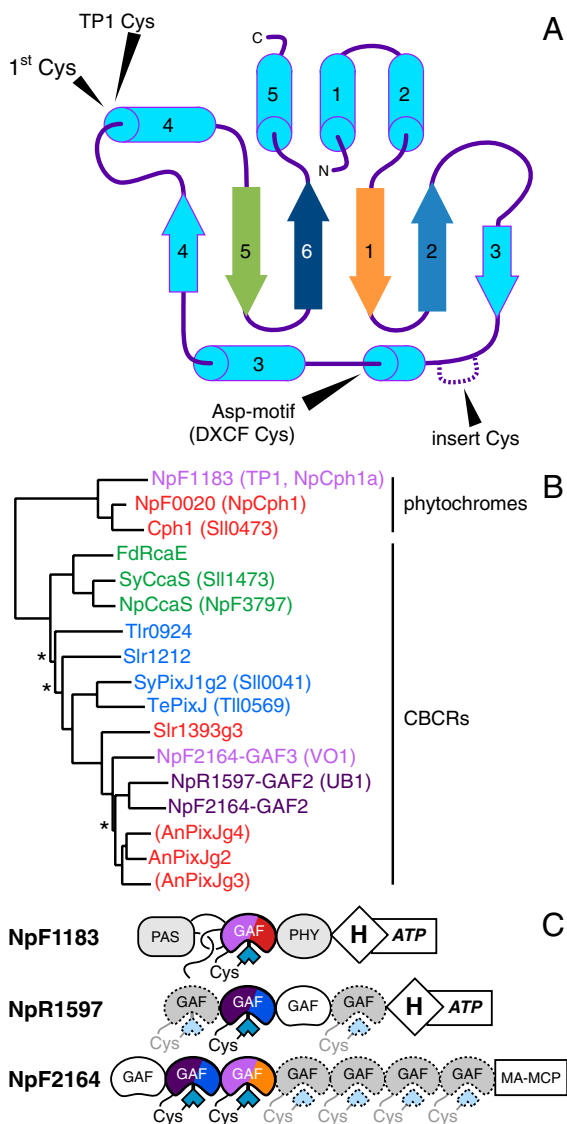 A
TP1 Cys
1st Cys
C
5
1
2
4
N
4
5
6
1
2
3
3
Asp-motif
(DXCF Cys)
insert Cys
B
NpF1183 (TP1, NpCph1a)
NpF0020 (NpCph1)
Cph1 (Sll0473)
phytochromes
FdRcaE
SyCcaS (Sll1473)
NpCcaS (NpF3797)
Tlr0924
*
Slr1212
*
SyPixJ1g2 (Sll0041)
TePixJ (Tll0569)
CBCRs
Slr1393g3
NpF2164-GAF3 (VO1)
NpR1597-GAF2 (UB1)
NpF2164-GAF2
*
(AnPixJg4)
AnPixJg2
(AnPixJg3)
C
NpF1183 PAS GAF PHY H ATP
Cys
NpR1597 GAF GAF GAF GAF H ATP
Cys Cys Cys
NpF2164 GAF GAF GAF GAF GAF GAF GAF MA-MCP
Cys Cys Cys Cys Cys Cys